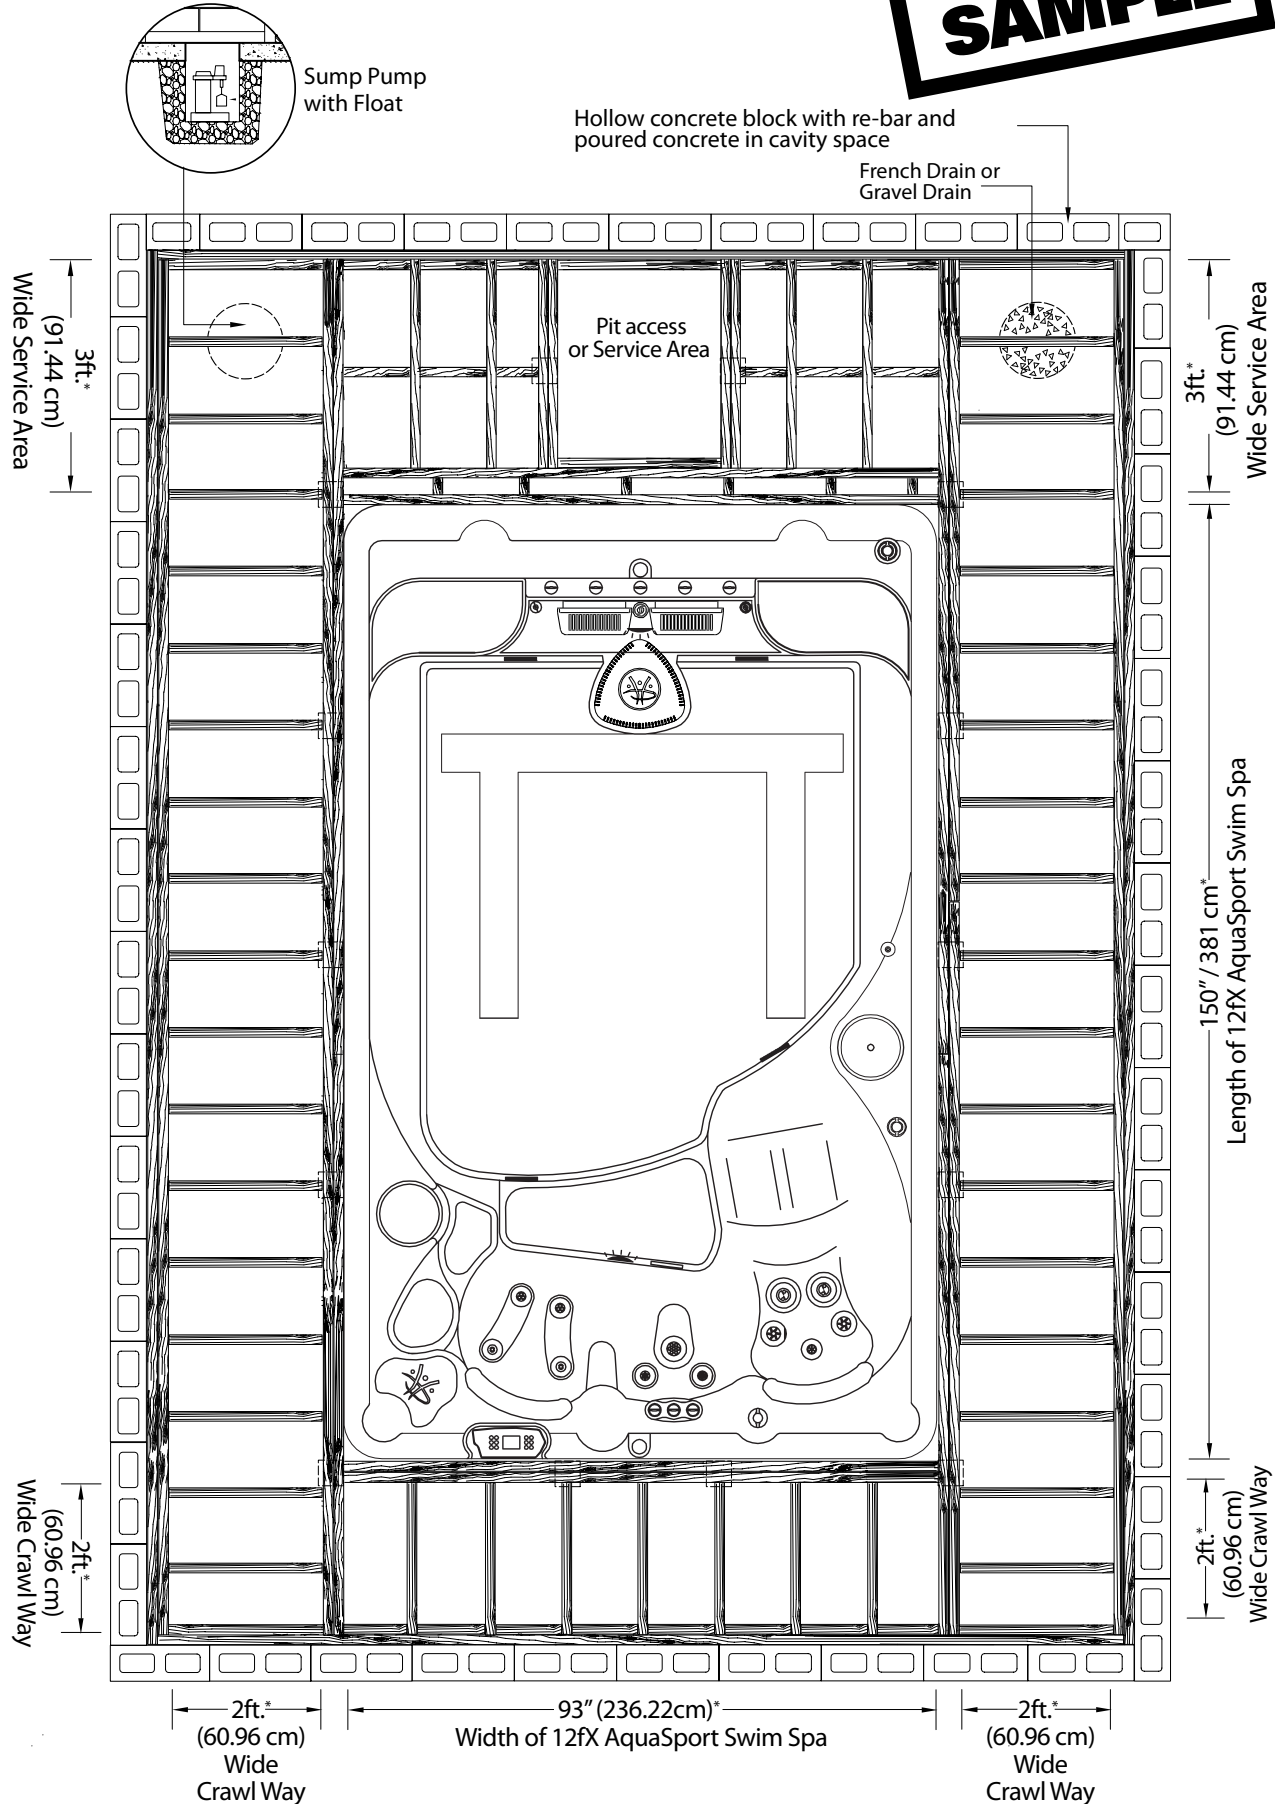 SAMPLE
Sump Pump
with Float
Hollow concrete block with re-bar and
poured concrete in cavity space
French Drain or
Gravel Drain
Pit access
or Service Area
3ft.*
(91.44 cm)
Wide Service Area
3ft.*
(91.44 cm)
Wide Service Area
150” / 381 cm*
Length of 12fX AquaSport Swim Spa
2ft.*
(60.96 cm)
Wide Crawl Way
2ft.*
(60.96 cm)
Wide Crawl Way
2ft.*
(60.96 cm)
Wide
Crawl Way
93” (236.22cm)*
Width of 12fX AquaSport Swim Spa
2ft.*
(60.96 cm)
Wide
Crawl Way